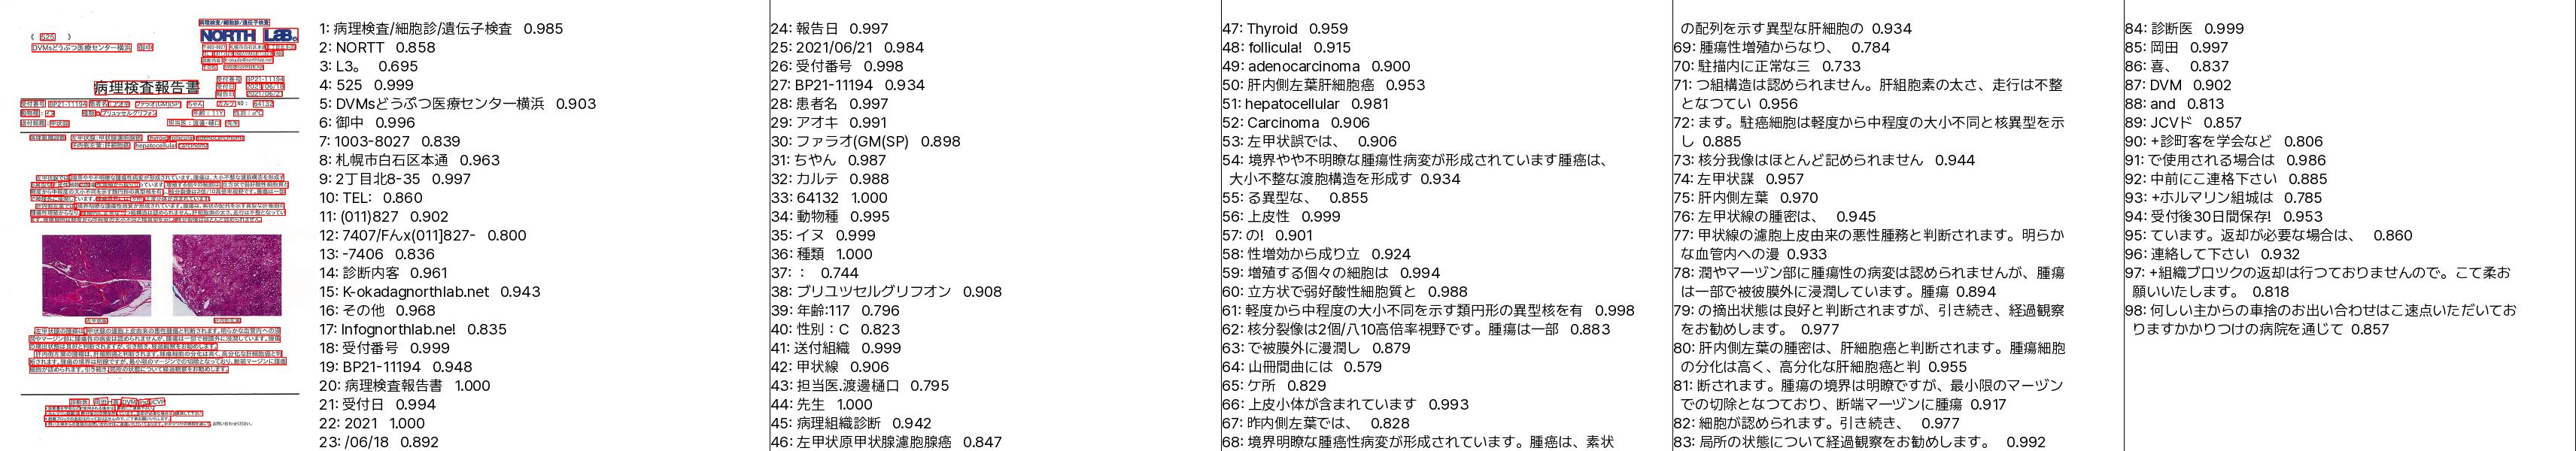 病理検査/細胞診/遺伝子検査
NORTH LAB.
《 525
DVMsどうぶつ医療センター横浜 御中
病理検査報告書
1: 病理検査/細胞診/遺伝子検査 0.985
2: NORTT 0.858
3: L3。 0.695
4: 525 0.999
5: DVMsどうぶつ医療センター横浜 0.903
6: 御中 0.996
7: 1003-8027 0.839
8: 札幌市白石区本通 0.963
9: 2丁目北8-35 0.997
10: TEL: 0.860
11: (011)827 0.902
12: 7407/Fんx(011]827- 0.800
13: -7406 0.836
14: 診断内客 0.961
15: K-okadagnorthlab.net 0.943
16: その他 0.968
17: Infognorthlab.ne! 0.835
18: 受付番号 0.999
19: BP21-11194 0.948
20: 病理検査報告書 1.000
21: 受付日 0.994
22: 2021 1.000
23: /06/18 0.892
24: 報告日 0.997
25: 2021/06/21 0.984
26: 受付番号 0.998
27: BP21-11194 0.934
28: 患者名 0.997
29: アオキ 0.991
30: ファラオ(GM(SP) 0.898
31: ちやん 0.987
32: カルテ 0.988
33: 64132 1.000
34: 動物種 0.995
35: イヌ 0.999
36: 種類 1.000
37: : 0.744
38: ブリユツセルグリフオン 0.908
39: 年齢:117 0.796
40: 性別：C 0.823
41: 送付組織 0.999
42: 甲状線 0.906
43: 担当医.渡邊樋口 0.795
44: 先生 1.000
45: 病理組織診断 0.942
46: 左甲状原甲状腺濾胞腺癌 0.847
47: Thyroid 0.959
48: follicula! 0.915
49: adenocarcinoma 0.900
50: 肝内側左葉肝細胞癌 0.953
51: hepatocellular 0.981
52: Carcinoma 0.906
53: 左甲状誤では、 0.906
54: 境界やや不明瞭な腫瘍性病変が形成されています腫癌は、
大小不整な渡胞構造を形成す 0.934
55: る異型な、 0.855
56: 上皮性 0.999
57: の! 0.901
58: 性増効から成り立 0.924
59: 増殖する個々の細胞は 0.994
60: 立方状で弱好酸性細胞質と 0.988
61: 軽度から中程度の大小不同を示す類円形の異型核を有 0.998
62: 核分裂像は2個/八10高倍率視野です。腫瘍は一部 0.883
63: で被膜外に浸潤し 0.879
64: 山冊間曲には 0.579
65: ケ所 0.829
66: 上皮小体が含まれています 0.993
67: 昨内側左葉では、 0.828
68: 境界明瞭な腫癌性病変が形成されています。腫癌は、素状
の配列を示す異型な肝細胞の 0.934
69: 腫瘍性増殖からなり、 0.784
70: 駐描内に正常な三 0.733
71: つ組構造は認められません。肝組胞素の太さ、走行は不整
となつてい 0.956
72: ます。駐癌細胞は軽度から中程度の大小不同と核異型を示
し 0.885
73: 核分我像はほとんど記められません 0.944
74: 左甲状謀 0.957
75: 肝内側左葉 0.970
76: 左甲状線の腫密は、 0.945
77: 甲状線の濾胞上皮由来の悪性腫務と判断されます。明らか
な血管内への漫 0.933
78: 潤やマージン部に腫瘍性の病変は認められませんが、腫瘍
は一部で被彼膜外に浸潤しています。腫瘍 0.894
79: の摘出状態は良好と判断されますが、引き続き、経過観察
をお勧めします。 0.977
80: 肝内側左葉の腫密は、肝細胞癌と判断されます。腫瘍細胞
の分化は高く、高分化な肝細胞癌と判 0.955
81: 断されます。腫瘍の境界は明瞭ですが、最小限のマーヅン
での切除となつており、断端マーヅンに腫瘍 0.917
82: 細胞が認められます。引き続き、 0.977
83: 局所の状態について経過観察をお勧めします。 0.992
84: 診断医 0.999
85: 岡田 0.997
86: 喜、 0.837
87: DVM 0.902
88: and 0.813
89: JCVド 0.857
90: +診町客を学会など 0.806
91: で使用される場合は 0.986
92: 中前にこ連格下さい 0.885
93: +ホルマリン組城は 0.785
94: 受付後30日間保存! 0.953
95: ています。返却が必要な場合は、 0.860
96: 連絡して下さい 0.932
97: +組織ブロツクの返却は行つておりませんので。こて柔お
願いいたします。 0.818
98: 何しい主からの車捨のお出い合わせはこ速点いただいてお
りますかかりつけの病院を通じて 0.857